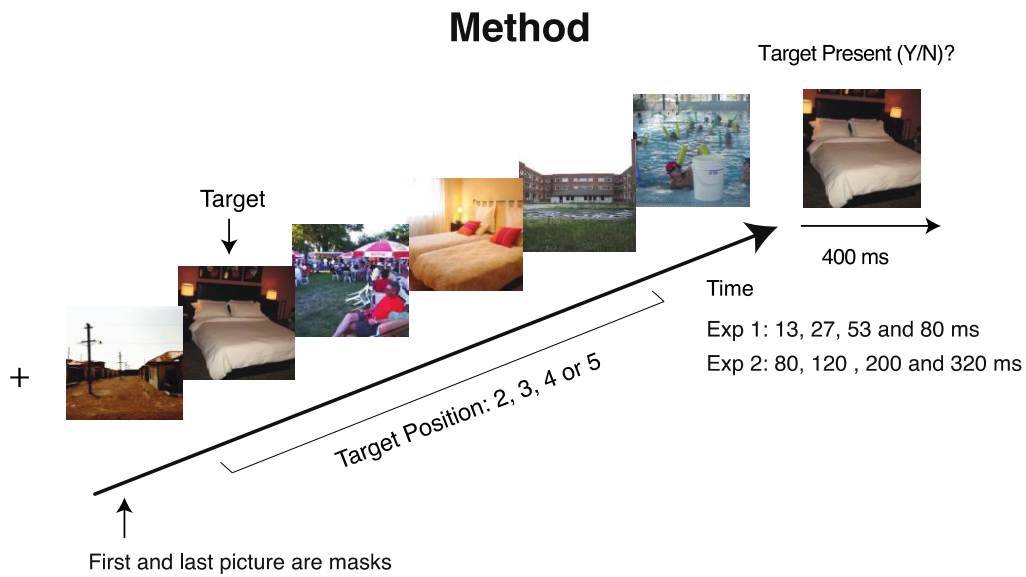 Method
Target Present (Y/N)?
Target
400 ms
Time
Exp 1: 13, 27, 53 and 80 ms
Exp 2: 80, 120 , 200 and 320 ms
+
Target Position: 2, 3, 4 or 5
First and last picture are masks